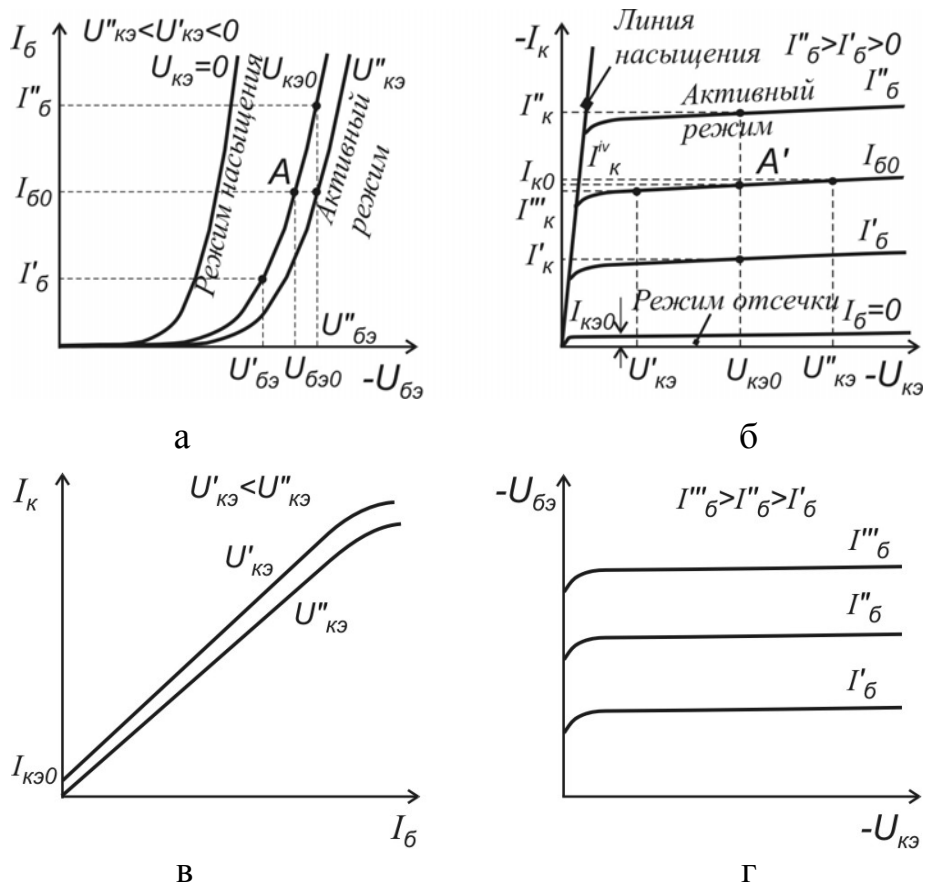 I_б
U″_кэ<U′_кэ<0
U_кэ=0
U_кэ0
U″_кэ
I″_б
Режим насыщения
Активный
режим
A
I_б0
I′_б
U″_бэ
U′_бэ U_бэ0 -U_бэ
а
-I_к
Линия
насыщения
I″_б>I′_б>0
I″_б
I″_к
Активный
режим
I^iv_к
A′
I_к0
I_б0
I‴_к
I′_к
I′_б
I_кэ0
Режим отсечки
I_б=0
U′_кэ U_кэ0 U″_кэ -U_кэ
б
I_к
U′_кэ<U″_кэ
U′_кэ
U″_кэ
I_кэ0
I_б
в
-U_бэ
I‴_б>I″_б>I′_б
I‴_б
I″_б
I′_б
-U_кэ
г